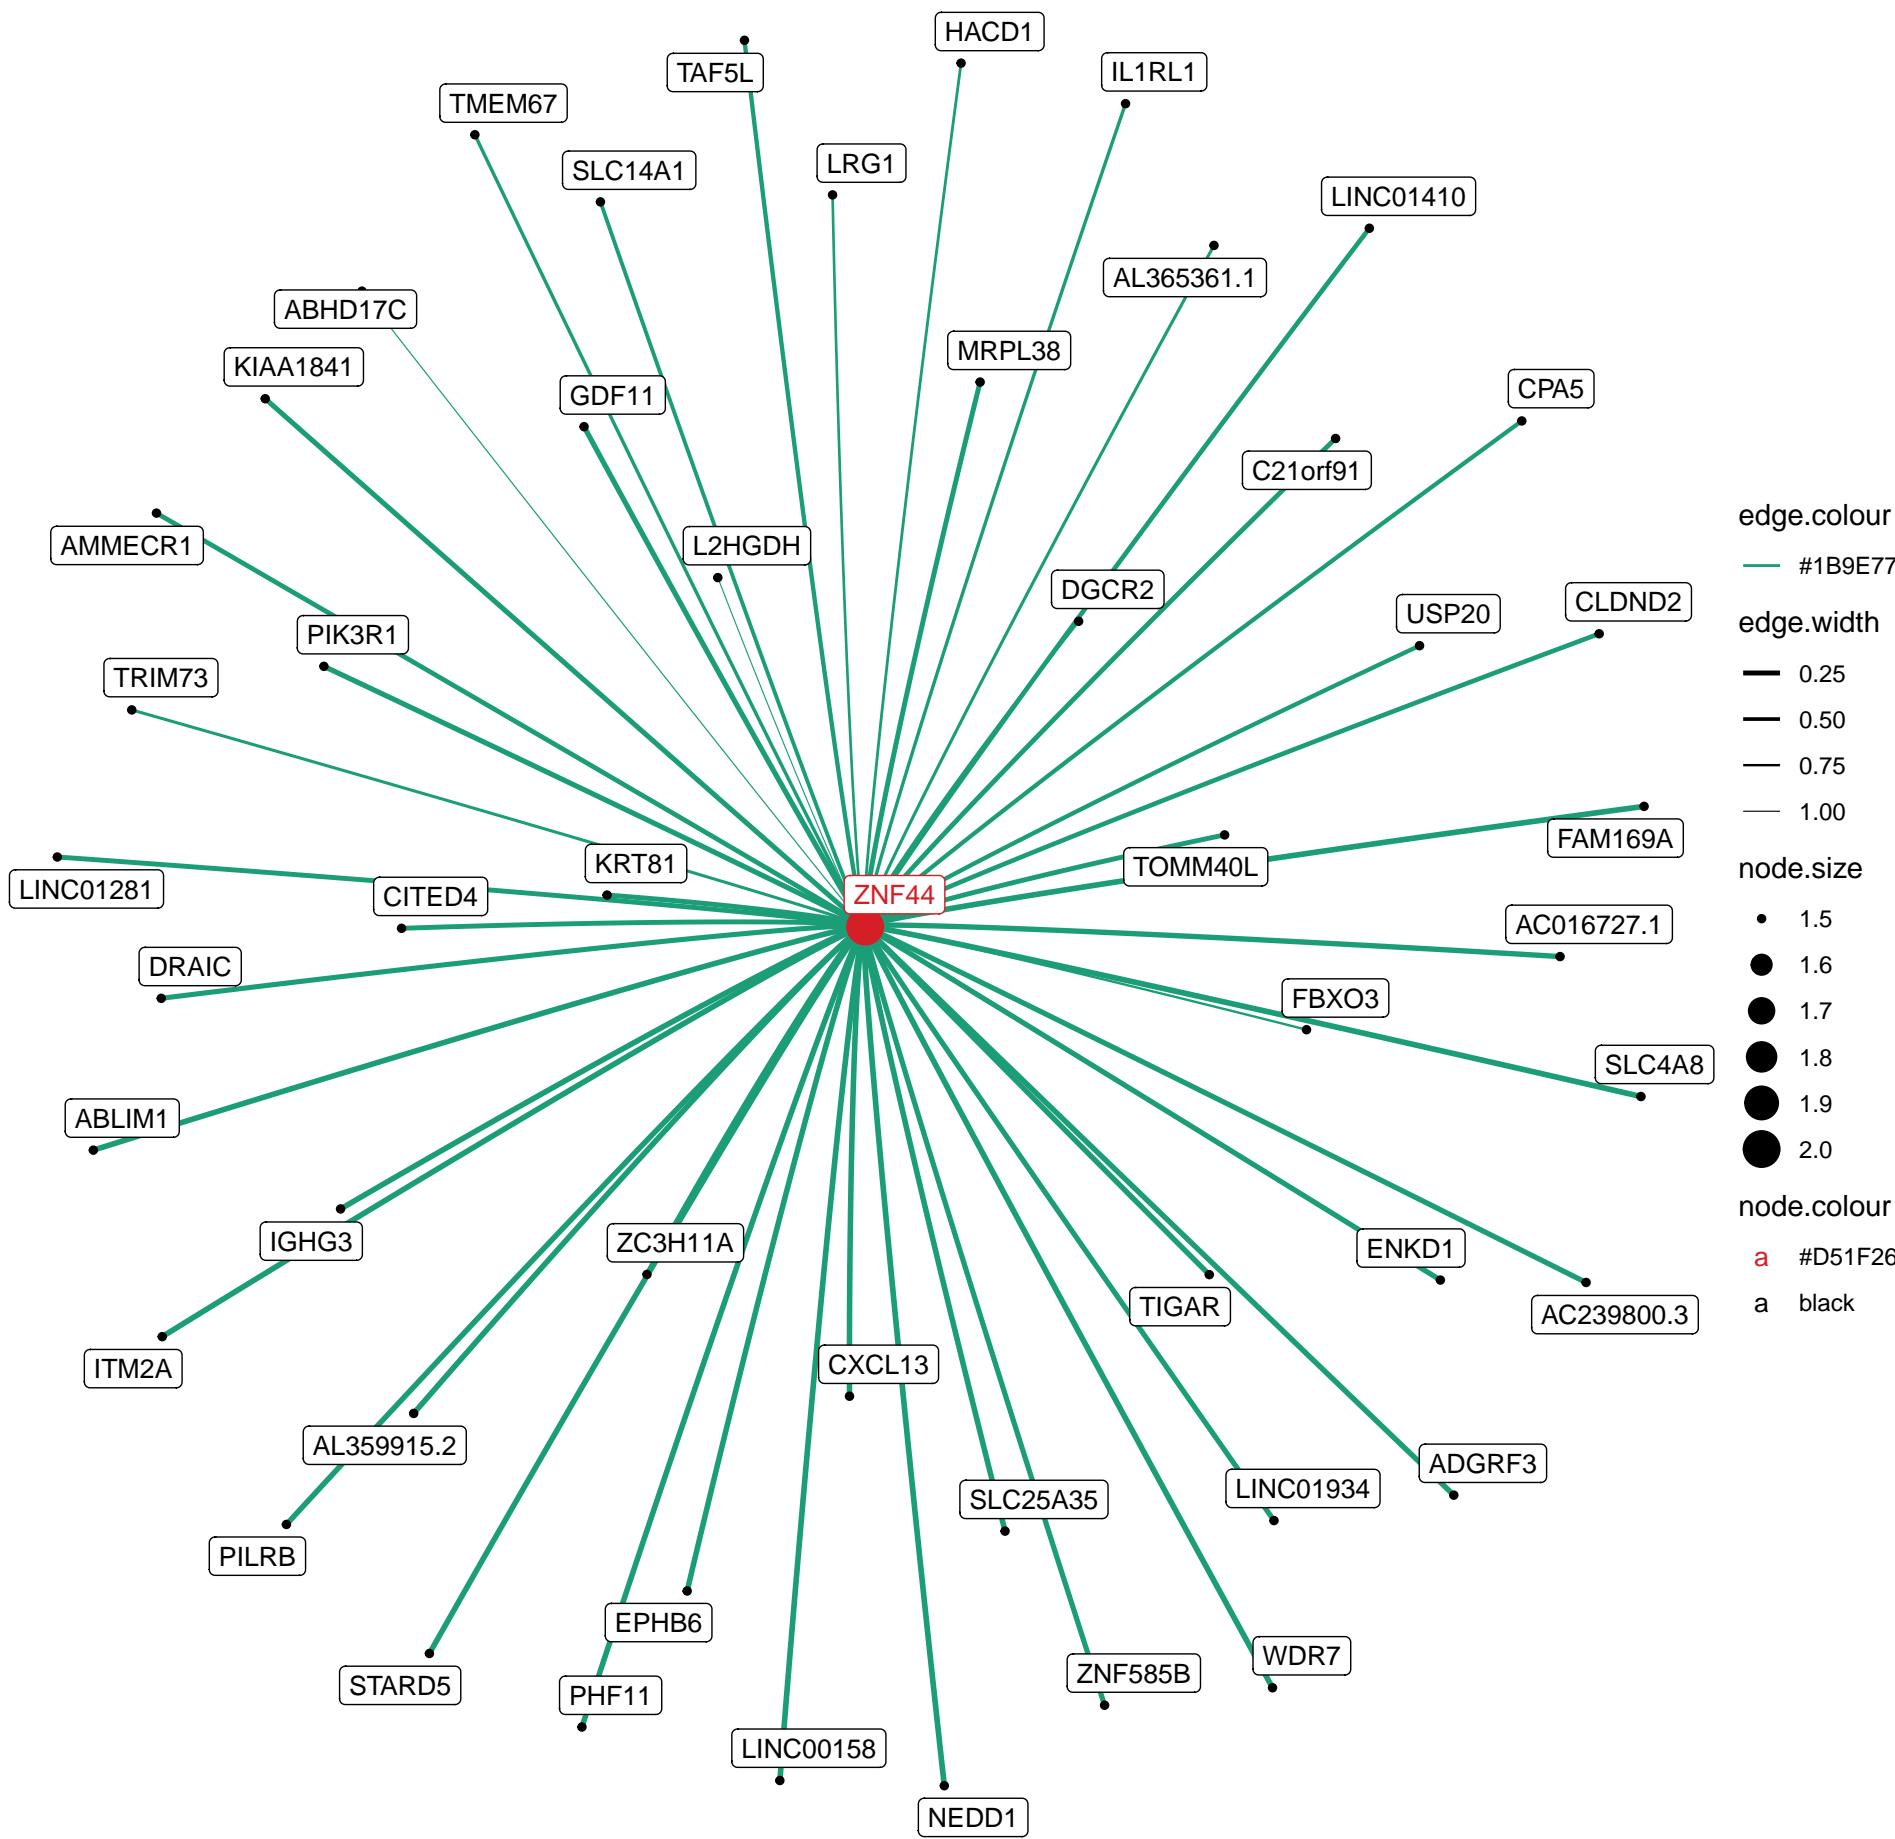 HACD1
TAF5L
IL1RL1
TMEM67
LRG1
SLC14A1
LINC01410
AL365361.1
ABHD17C
MRPL38
KIAA1841
GDF11
CPA5
C21orf91
AMMECR1
L2HGDH
DGCR2
CLDND2
USP20
PIK3R1
TRIM73
FAM169A
KRT81
TOMM40L
LINC01281
CITED4
ZNF44
AC016727.1
DRAIC
FBXO3
SLC4A8
ABLIM1
IGHG3
ZC3H11A
ENKD1
TIGAR
AC239800.3
ITM2A
CXCL13
AL359915.2
ADGRF3
LINC01934
SLC25A35
PILRB
EPHB6
WDR7
ZNF585B
STARD5
PHF11
LINC00158
NEDD1
edge.colour
#1B9E77
edge.width
0.25
0.50
0.75
1.00
node.size
1.5
1.6
1.7
1.8
1.9
2.0
node.colour
a #D51F26
a black